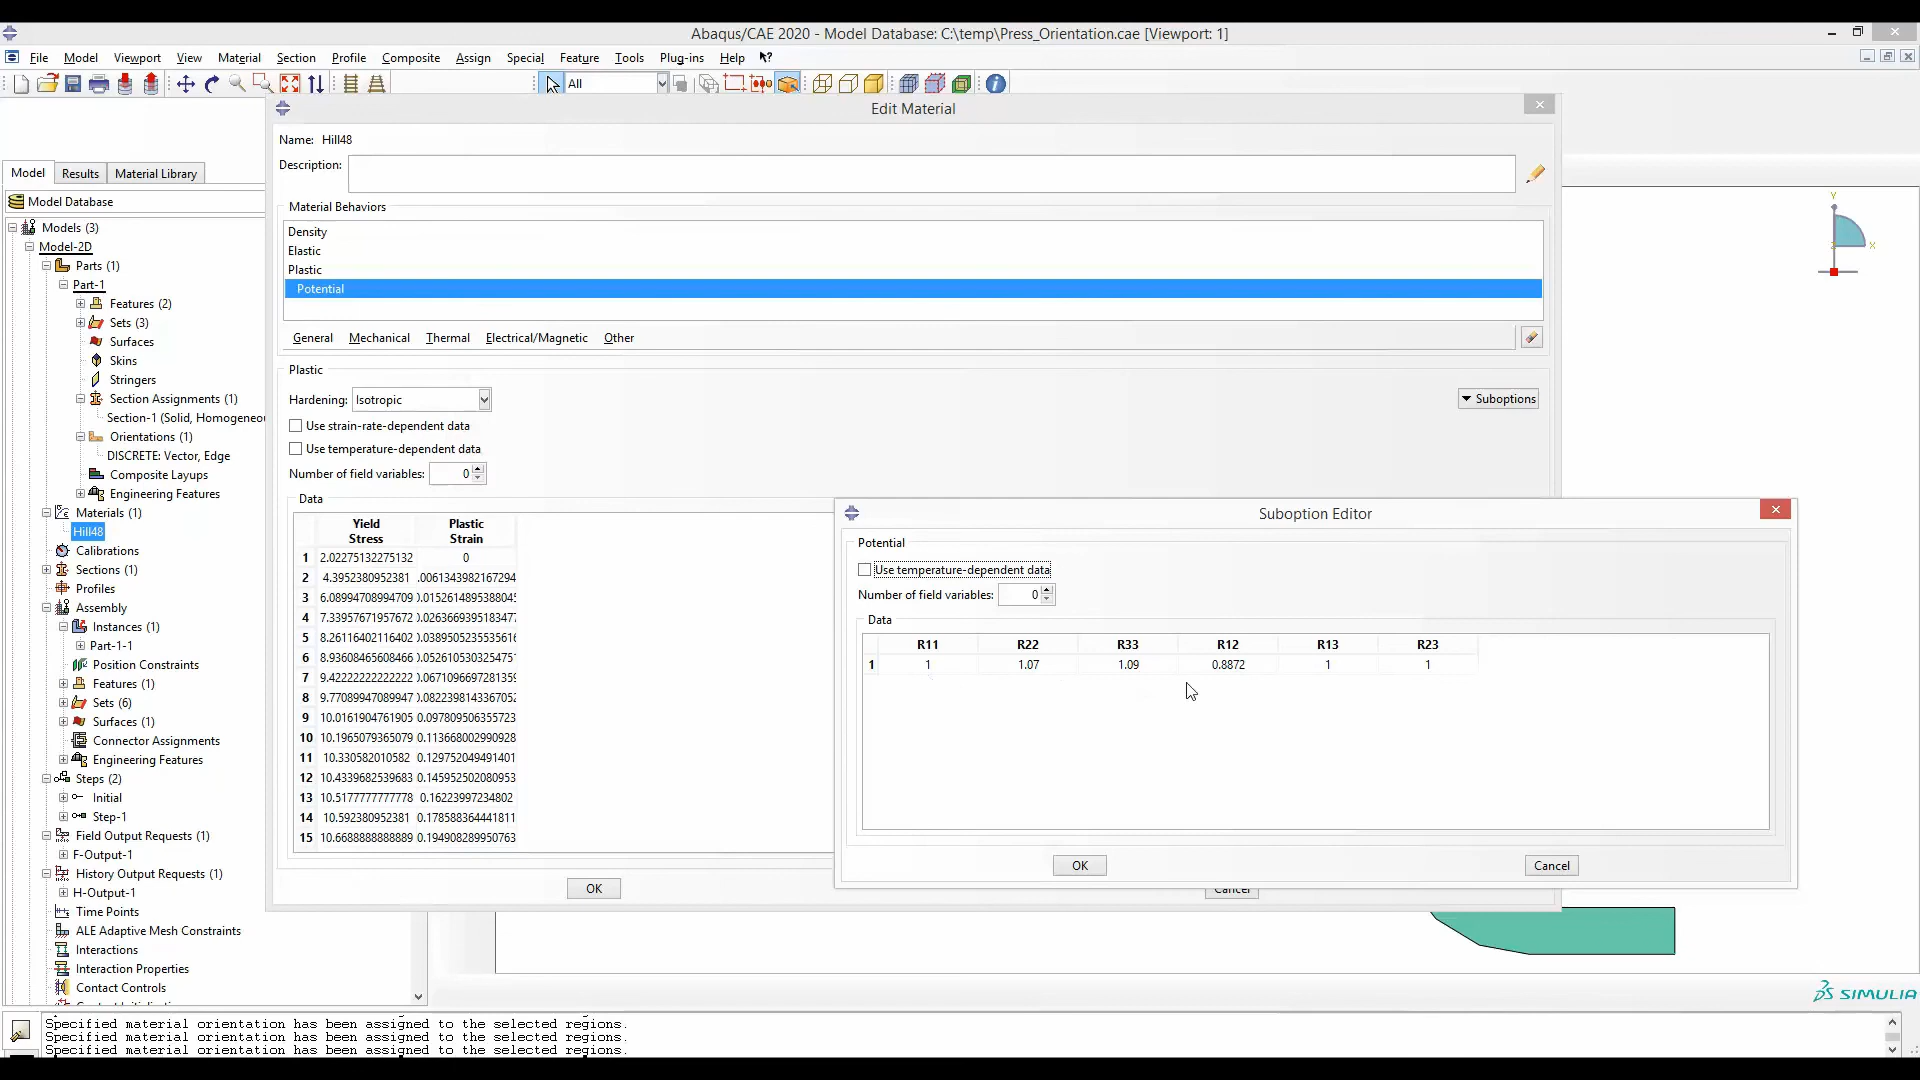 Abaqus/CAE 2020 - Model Database: C:\temp\Press_Orientation.cae [Viewport: 1]
File Model Viewport View Material Section Profile Composite Assign Special Feature Tools Plug-ins Help
All
Edit Material
Name: Hill48
Description:
Model Results Material Library
Model Database
Material Behaviors
Density
Elastic
Plastic
Potential
General Mechanical Thermal Electrical/Magnetic Other
Plastic
Hardening: Isotropic
Suboptions
Use strain-rate-dependent data
Use temperature-dependent data
Number of field variables: 0
Data
Yield Stress Plastic Strain
1 2.02275132275132 0
2 4.3952380952381 .0061343982167294
3 6.08994708994709
4 7.33957671957672
5 8.26116402116402
6 8.93608465608466
7 9.42222222222222
8 9.77089947089947
9 10.0161904761905 0.097809506355723
10 10.1965079365079 0.113668002990928
11 10.330582010582 0.129752049491401
12 10.4339682539683 0.145952502080953
13 10.5177777777778 0.16223997234802
14 10.592380952381 0.178588364441811
15 10.6688888888889 0.194908289950763
OK Cancel
Suboption Editor
Potential
Use temperature-dependent data
Number of field variables: 0
Data
R11 R22 R33 R12 R13 R23
1 1 1.07 1.09 0.8872 1 1
OK Cancel
Models (3)
Model-2D
Parts (1)
Part-1
Features (2)
Sets (3)
Surfaces
Skins
Stringers
Section Assignments (1)
Section-1 (Solid, Homogeneo
Orientations (1)
DISCRETE: Vector, Edge
Composite Layups
Engineering Features
Materials (1)
Hill48
Calibrations
Sections (1)
Profiles
Assembly
Instances (1)
Part-1-1
Position Constraints
Features (1)
Sets (6)
Surfaces (1)
Connector Assignments
Engineering Features
Steps (2)
Initial
Step-1
Field Output Requests (1)
F-Output-1
History Output Requests (1)
H-Output-1
Time Points
ALE Adaptive Mesh Constraints
Interactions
Interaction Properties
Contact Controls
Y
X
SIMULIA
Specified material orientation has been assigned to the selected regions.
Specified material orientation has been assigned to the selected regions.
Specified material orientation has been assigned to the selected regions.